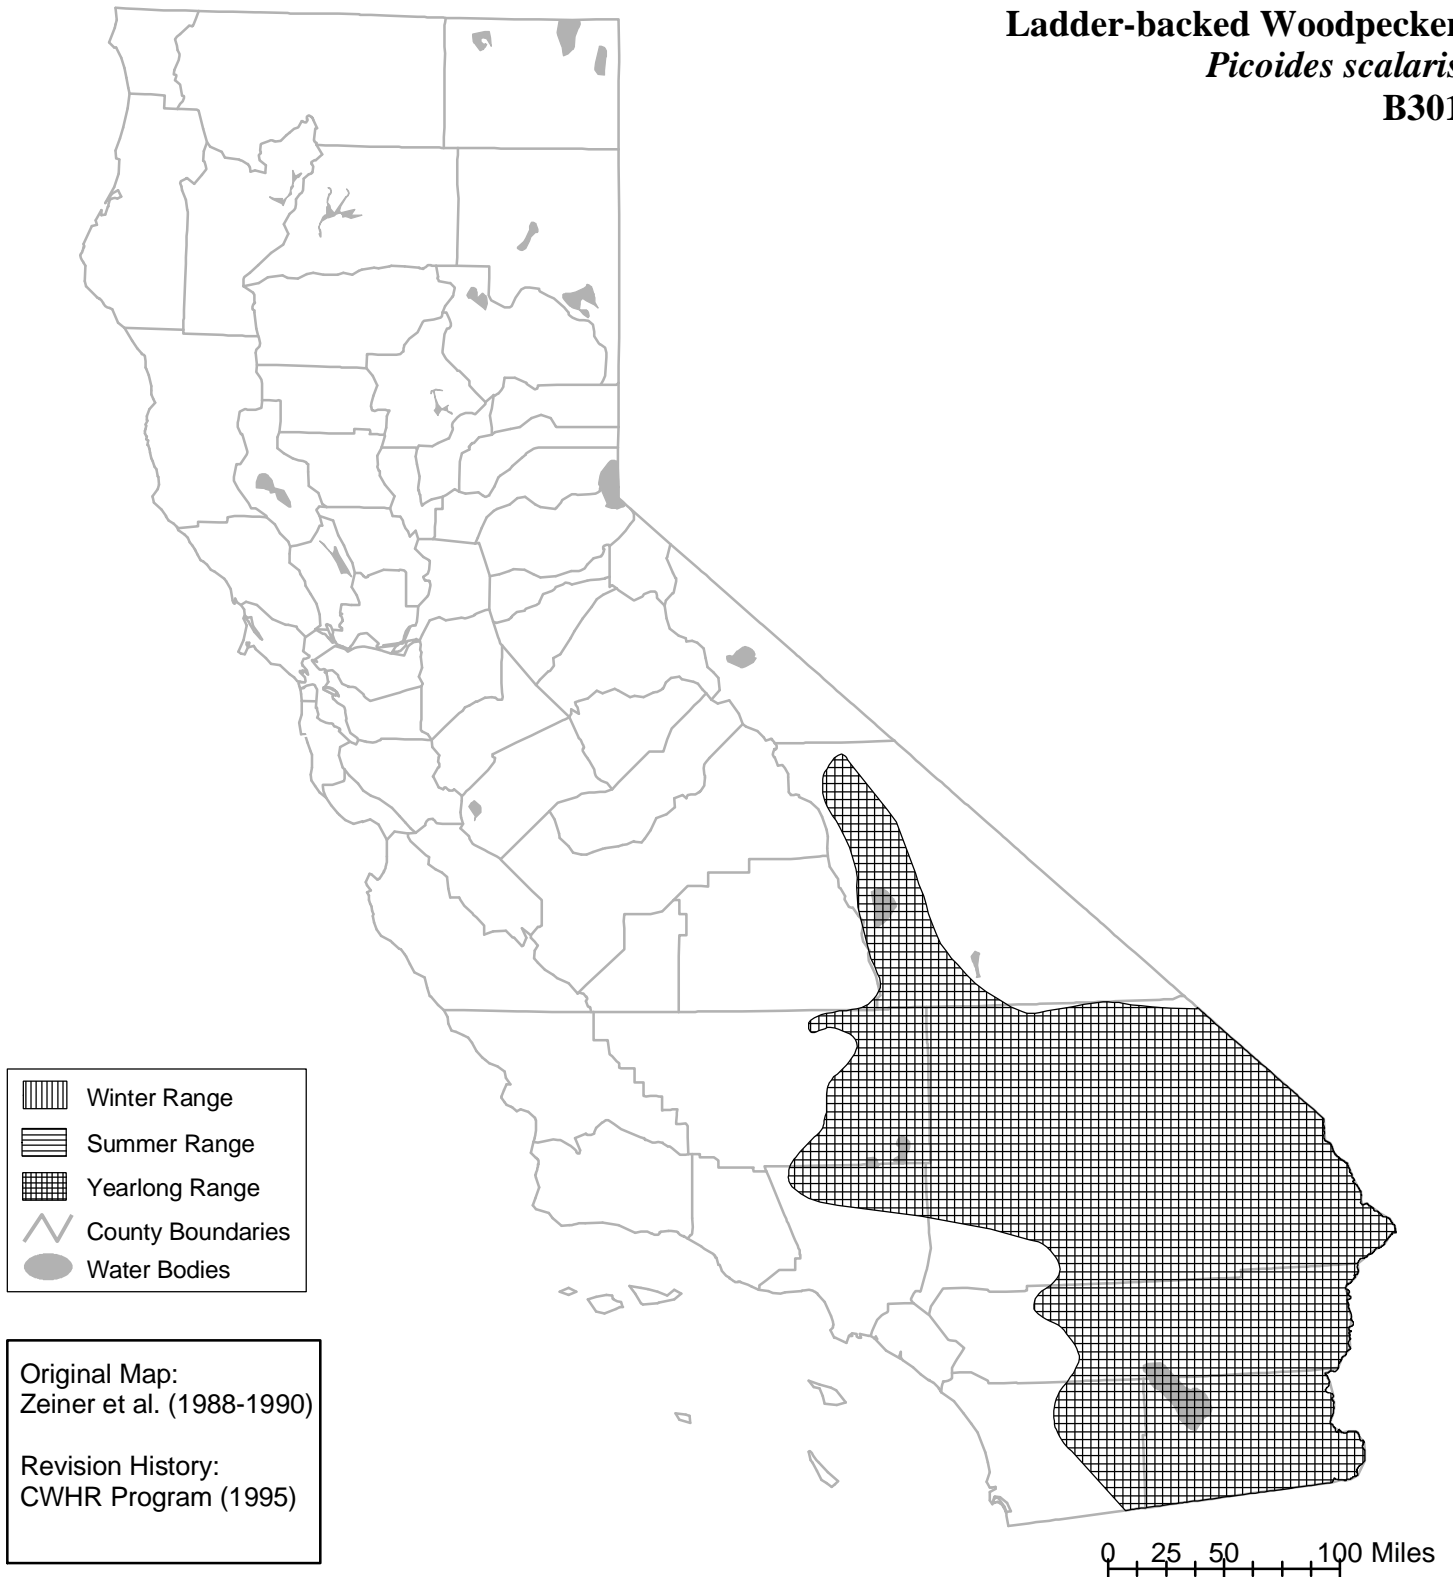 Ladder-backed Woodpecker
Picoides scalaris
B301
Winter Range
Summer Range
Yearlong Range
County Boundaries
Water Bodies
Original Map:
Zeiner et al. (1988-1990)
Revision History:
CWHR Program (1995)
0 25 50 100 Miles